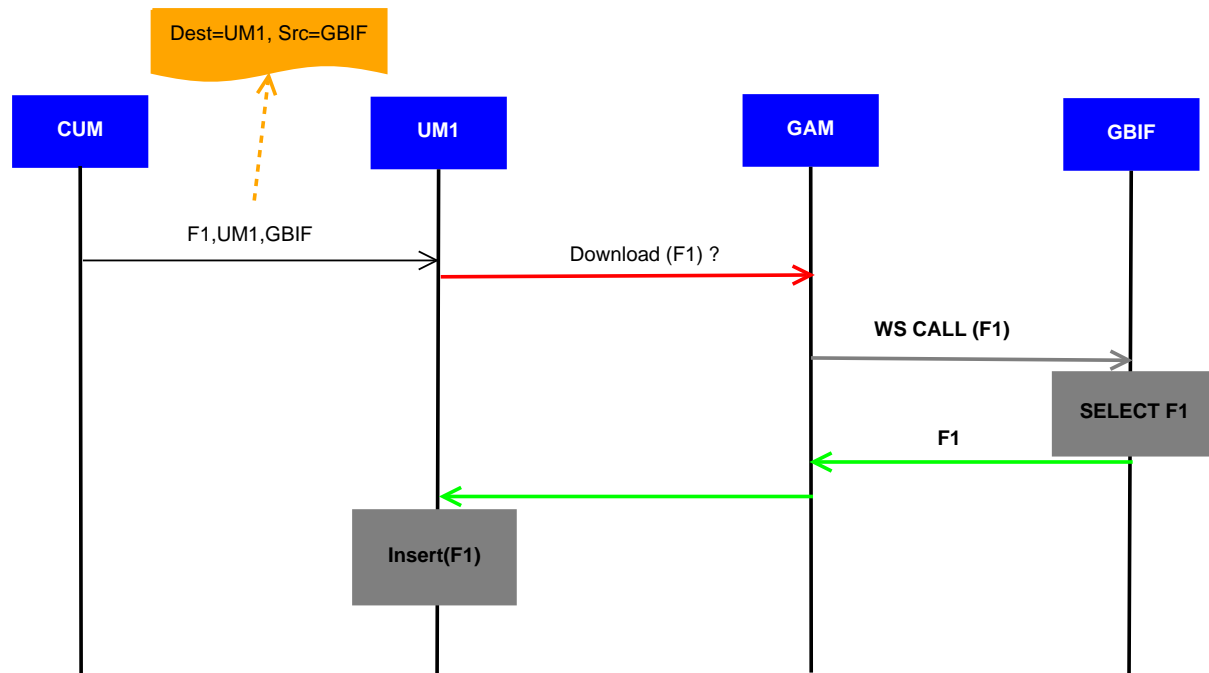 Dest=UM1, Src=GBIF
CUM
UM1
GAM
GBIF
F1,UM1,GBIF
Download (F1) ?
WS CALL (F1)
SELECT F1
F1
Insert(F1)